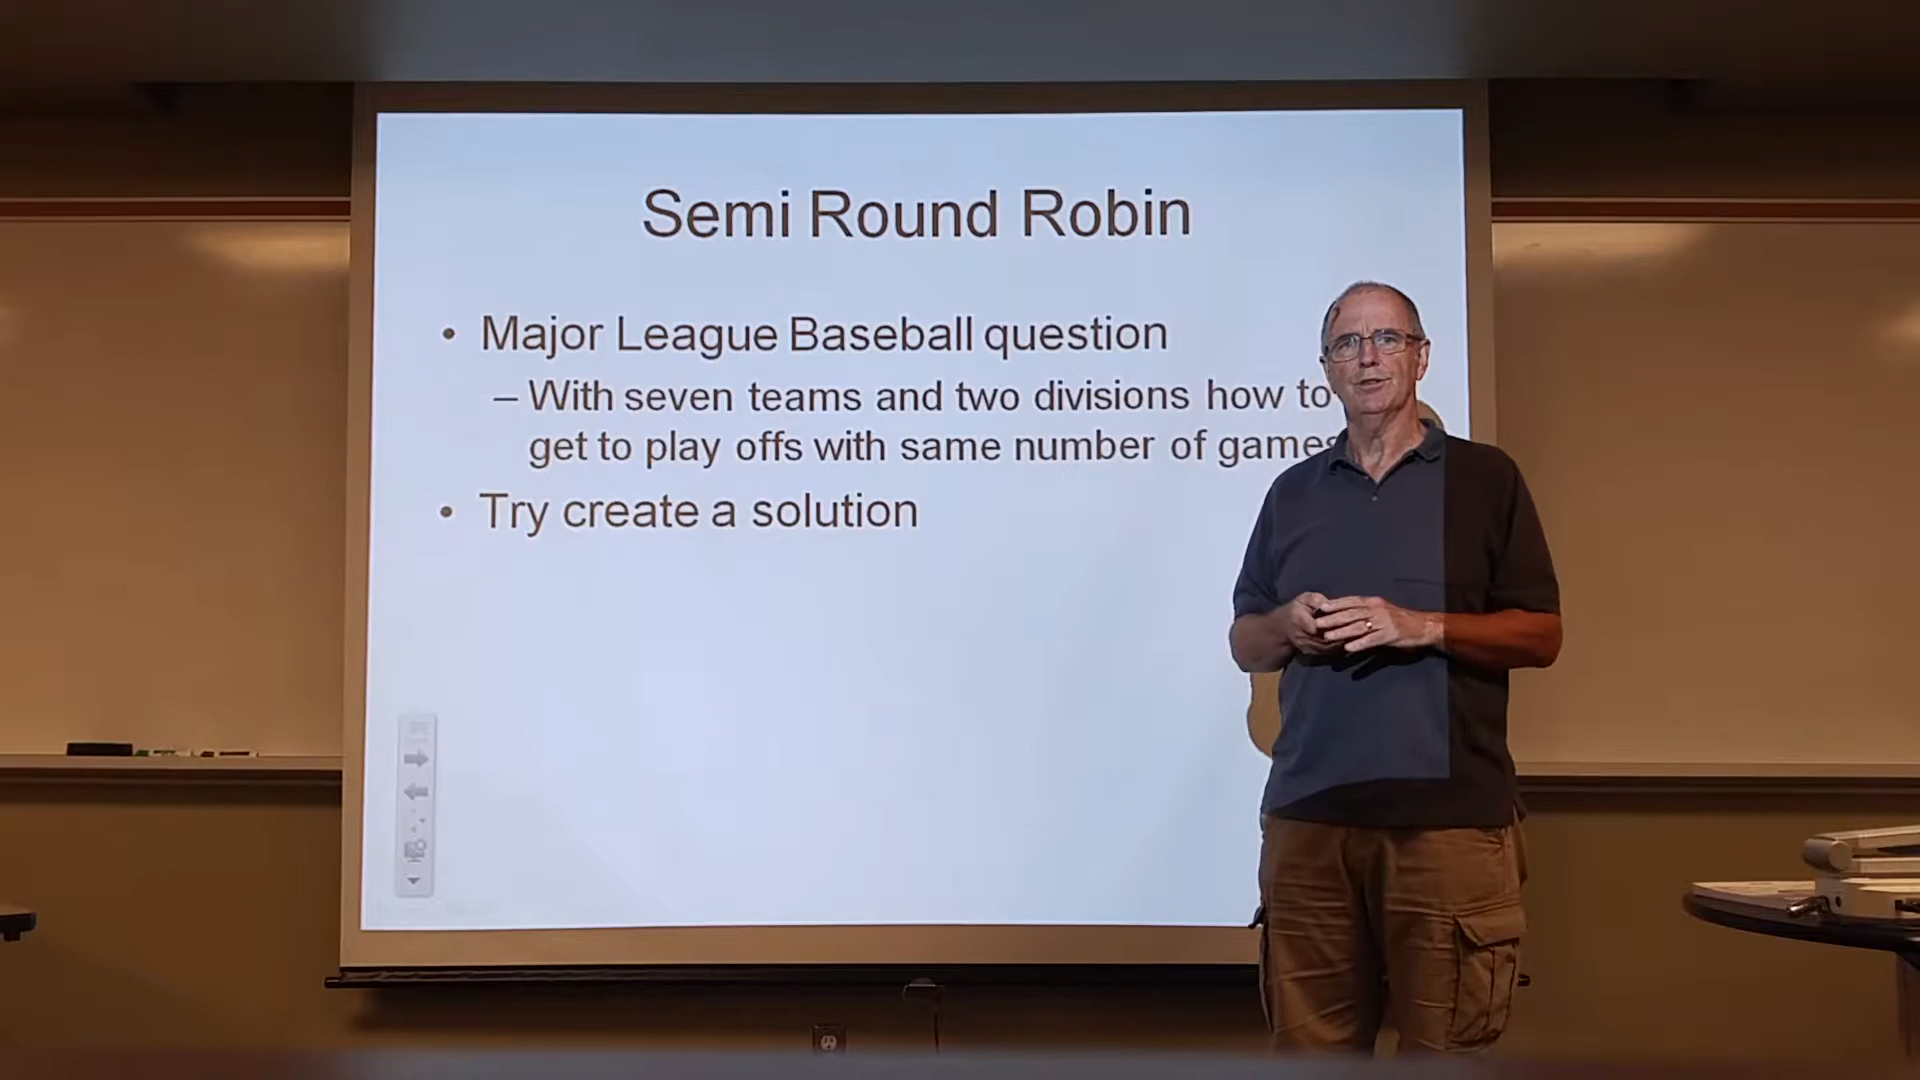 Semi Round Robin
• Major League Baseball question
– With seven teams and two divisions how to
get to play offs with same number of games
• Try create a solution